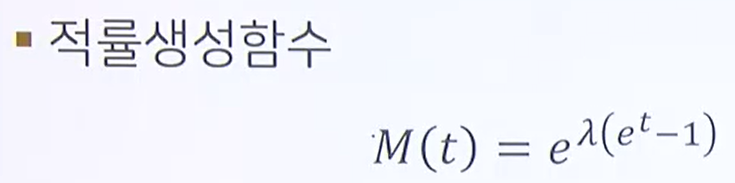 ▪ 적률생성함수
M(t) = e^{λ(e^t−1)}